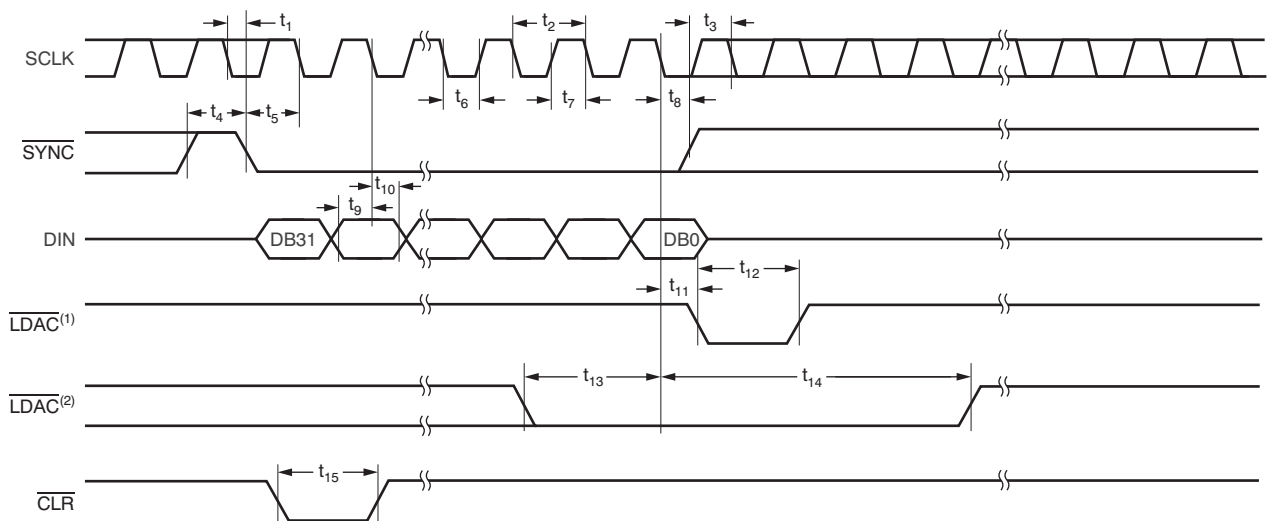 t1 t2 t3
SCLK
t6 t7 t8
t4 t5
SYNC
t10
t9
DIN DB31 DB0
t12
t11
LDAC(1)
t13 t14
LDAC(2)
t15
CLR